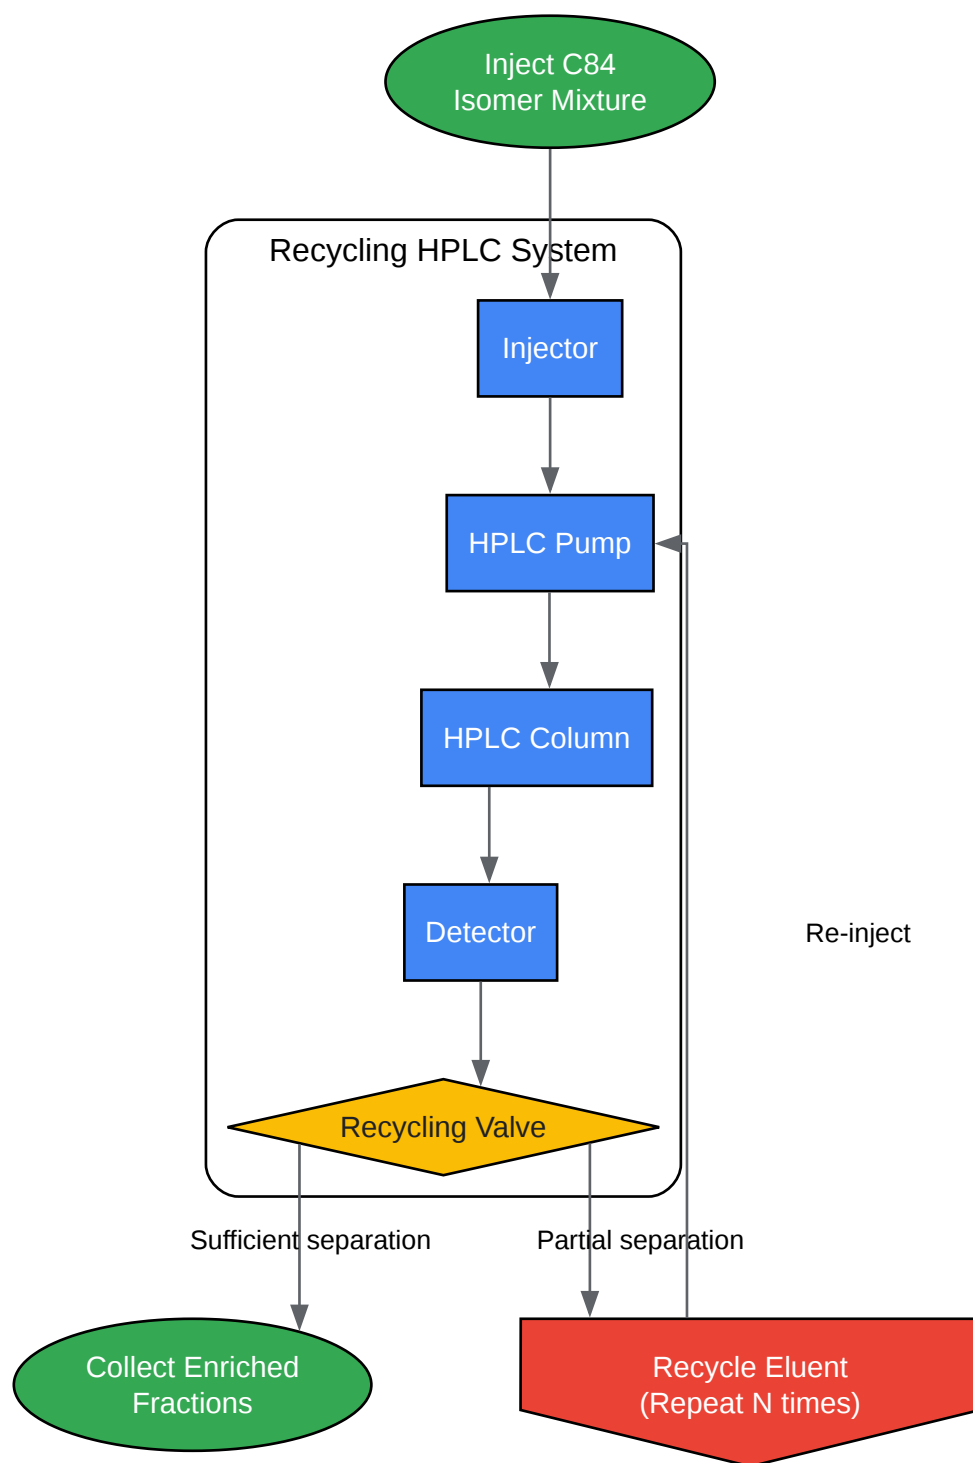 Inject C84
Isomer Mixture
Recycling HPLC System
Injector
HPLC Pump
HPLC Column
Detector
Re-inject
Recycling Valve
Sufficient separation
Partial separation
Collect Enriched
Fractions
Recycle Eluent
(Repeat N times)